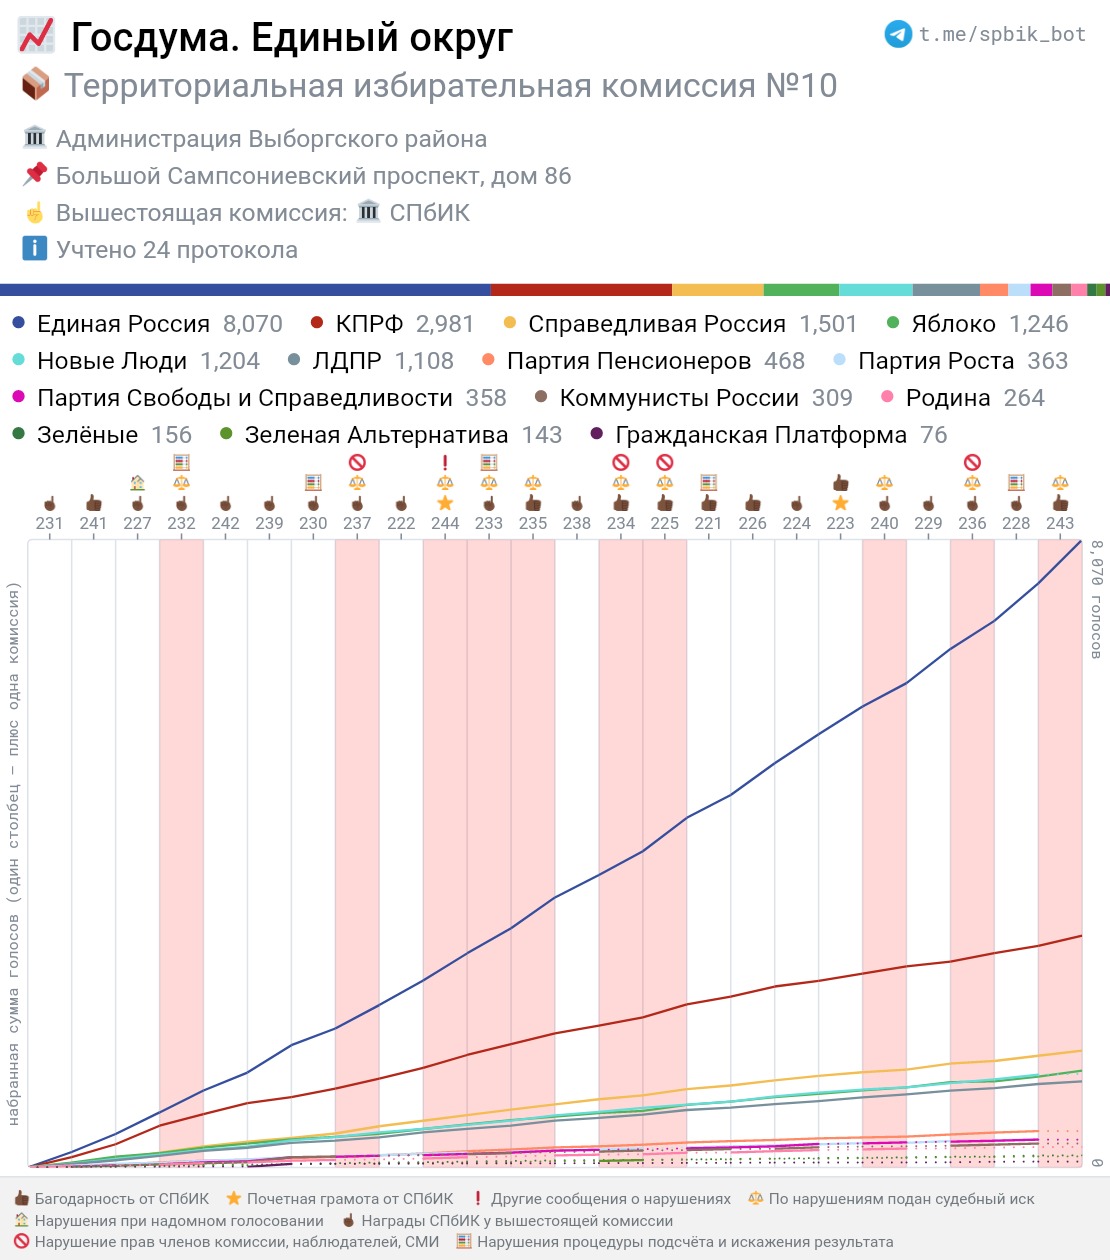 Госдума. Единый округ
t.me/spbik_bot
Территориальная избирательная комиссия №10
Администрация Выборгского района
Большой Сампсониевский проспект, дом 86
Вышестоящая комиссия: СПбИК
Учтено 24 протокола
Единая Россия 8,070 КПРФ 2,981 Справедливая Россия 1,501 Яблоко 1,246
Новые Люди 1,204 ЛДПР 1,108 Партия Пенсионеров 468 Партия Роста 363
Партия Свободы и Справедливости 358 Коммунисты России 309 Родина 264
Зелёные 156 Зеленая Альтернатива 143 Гражданская Платформа 76
231 241 227 232 242 239 230 237 222 244 233 235 238 234 225 221 226 224 223 240 229 236 228 243
набранная сумма голосов (один столбец — плюс одна комиссия)
8,070 голосов
0
Багодарность от СПбИК Почетная грамота от СПбИК Другие сообщения о нарушениях По нарушениям подан судебный иск
Нарушения при надомном голосовании Награды СПбИК у вышестоящей комиссии
Нарушение прав членов комиссии, наблюдателей, СМИ Нарушения процедуры подсчёта и искажения результата